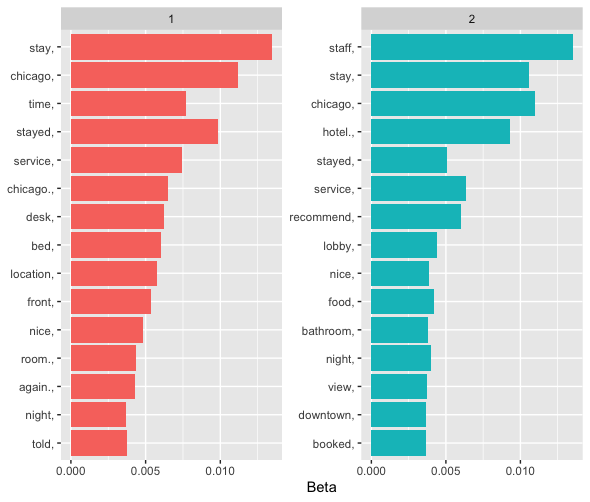 1
stay,
chicago,
time,
stayed,
service,
chicago.,
desk,
bed,
location,
front,
nice,
room.,
again.,
night,
told,
0.000 0.005 0.010
2
staff,
stay,
chicago,
hotel.,
stayed,
service,
recommend,
lobby,
nice,
food,
bathroom,
night,
view,
downtown,
booked,
0.000 0.005 0.010
Beta